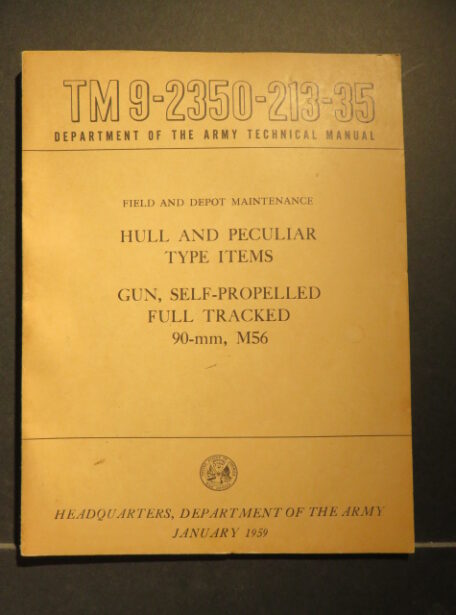 TM 9-2350-213-35
DEPARTMENT OF THE ARMY TECHNICAL MANUAL
FIELD AND DEPOT MAINTENANCE
HULL AND PECULIAR
TYPE ITEMS
GUN, SELF-PROPELLED
FULL TRACKED
90-mm, M56
HEADQUARTERS, DEPARTMENT OF THE ARMY
JANUARY 1959